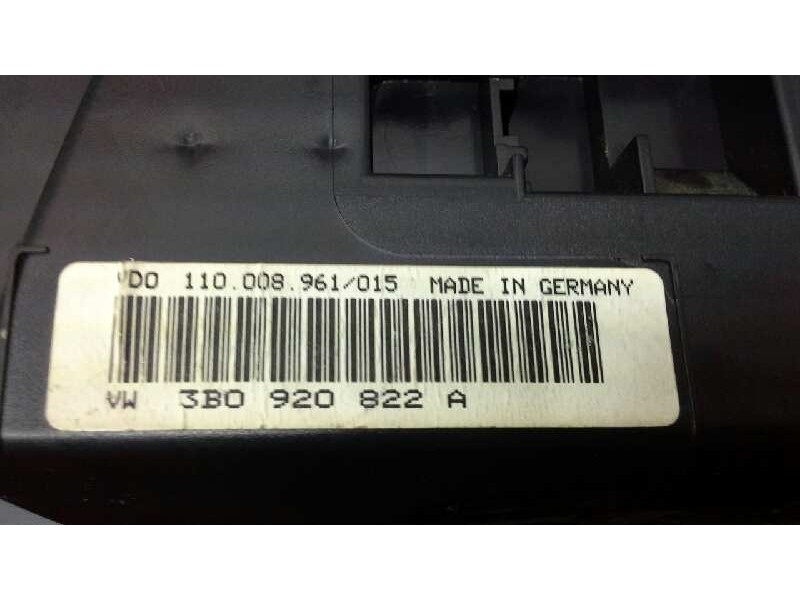 VDO 110.008.961/015 MADE IN GERMANY
VW 3B0 920 822 A